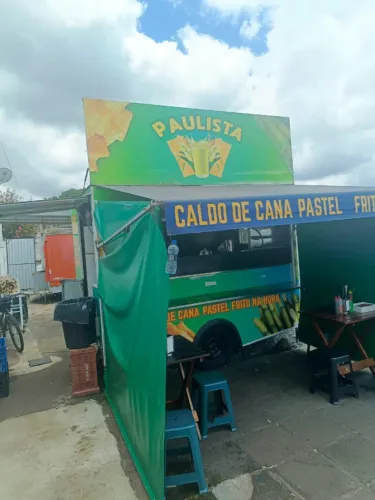 PAULISTA
CALDO DE CANA PASTEL FRIT
DE CANA PASTEL FRITO NA HORA